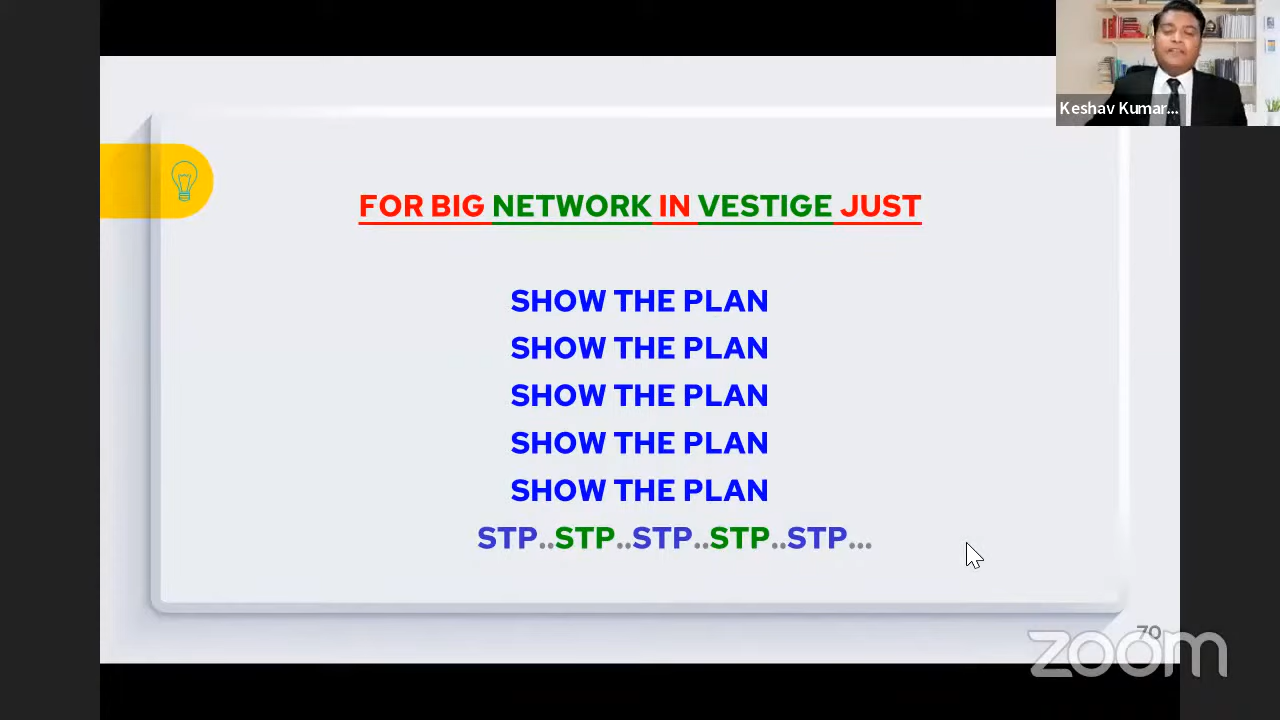 Keshav Kumar...
FOR BIG NETWORK IN VESTIGE JUST
SHOW THE PLAN
SHOW THE PLAN
SHOW THE PLAN
SHOW THE PLAN
SHOW THE PLAN
STP..STP..STP..STP..STP...
70
zoom